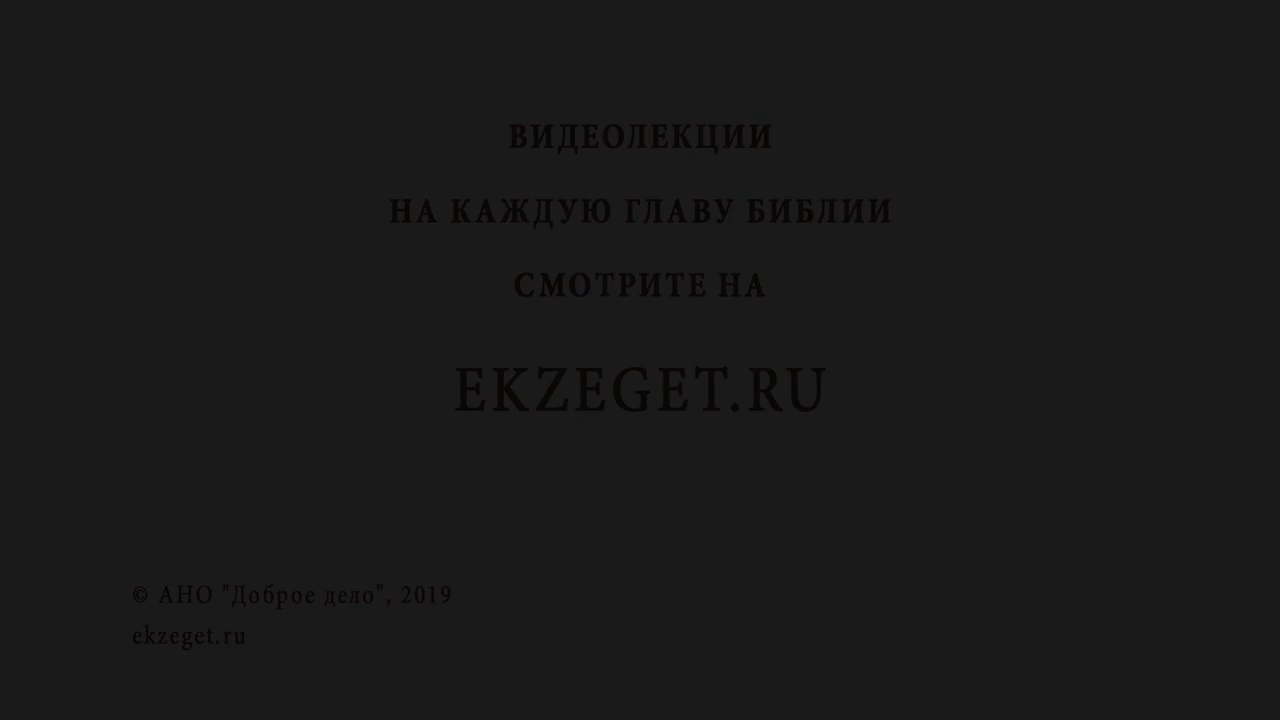 ВИДЕОЛЕКЦИИ
НА КАЖДУЮ ГЛАВУ БИБЛИИ
СМОТРИТЕ НА
EKZEGET.RU
© АНО "Доброе дело", 2019
ekzeget.ru